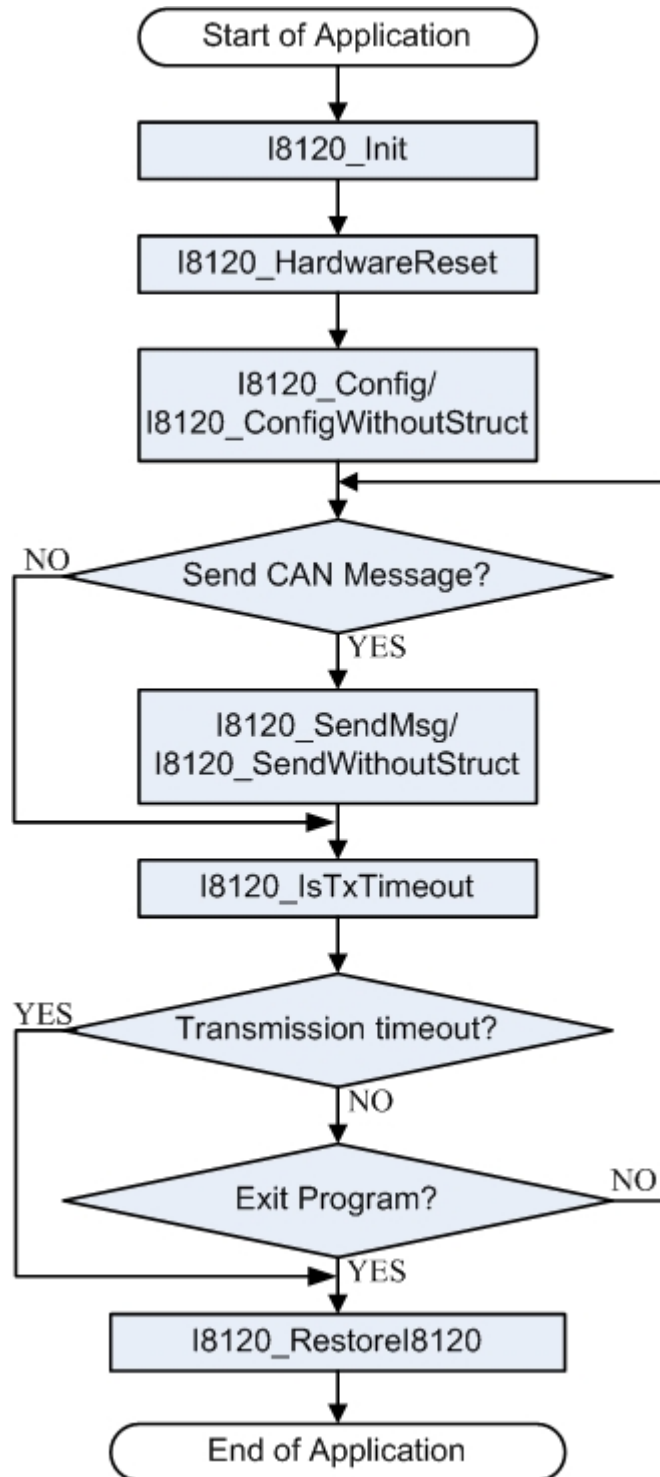 Start of Application
I8120_Init
I8120_HardwareReset
I8120_Config/
I8120_ConfigWithoutStruct
NO
Send CAN Message?
YES
I8120_SendMsg/
I8120_SendWithoutStruct
I8120_IsTxTimeout
YES
Transmission timeout?
NO
Exit Program?
NO
YES
I8120_RestoreI8120
End of Application